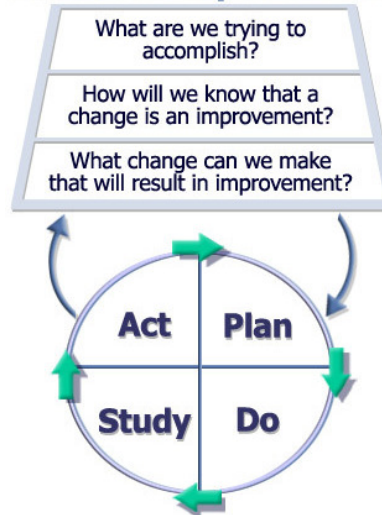 What are we trying to
accomplish?
How will we know that a
change is an improvement?
What change can we make
that will result in improvement?
Act
Plan
Study
Do